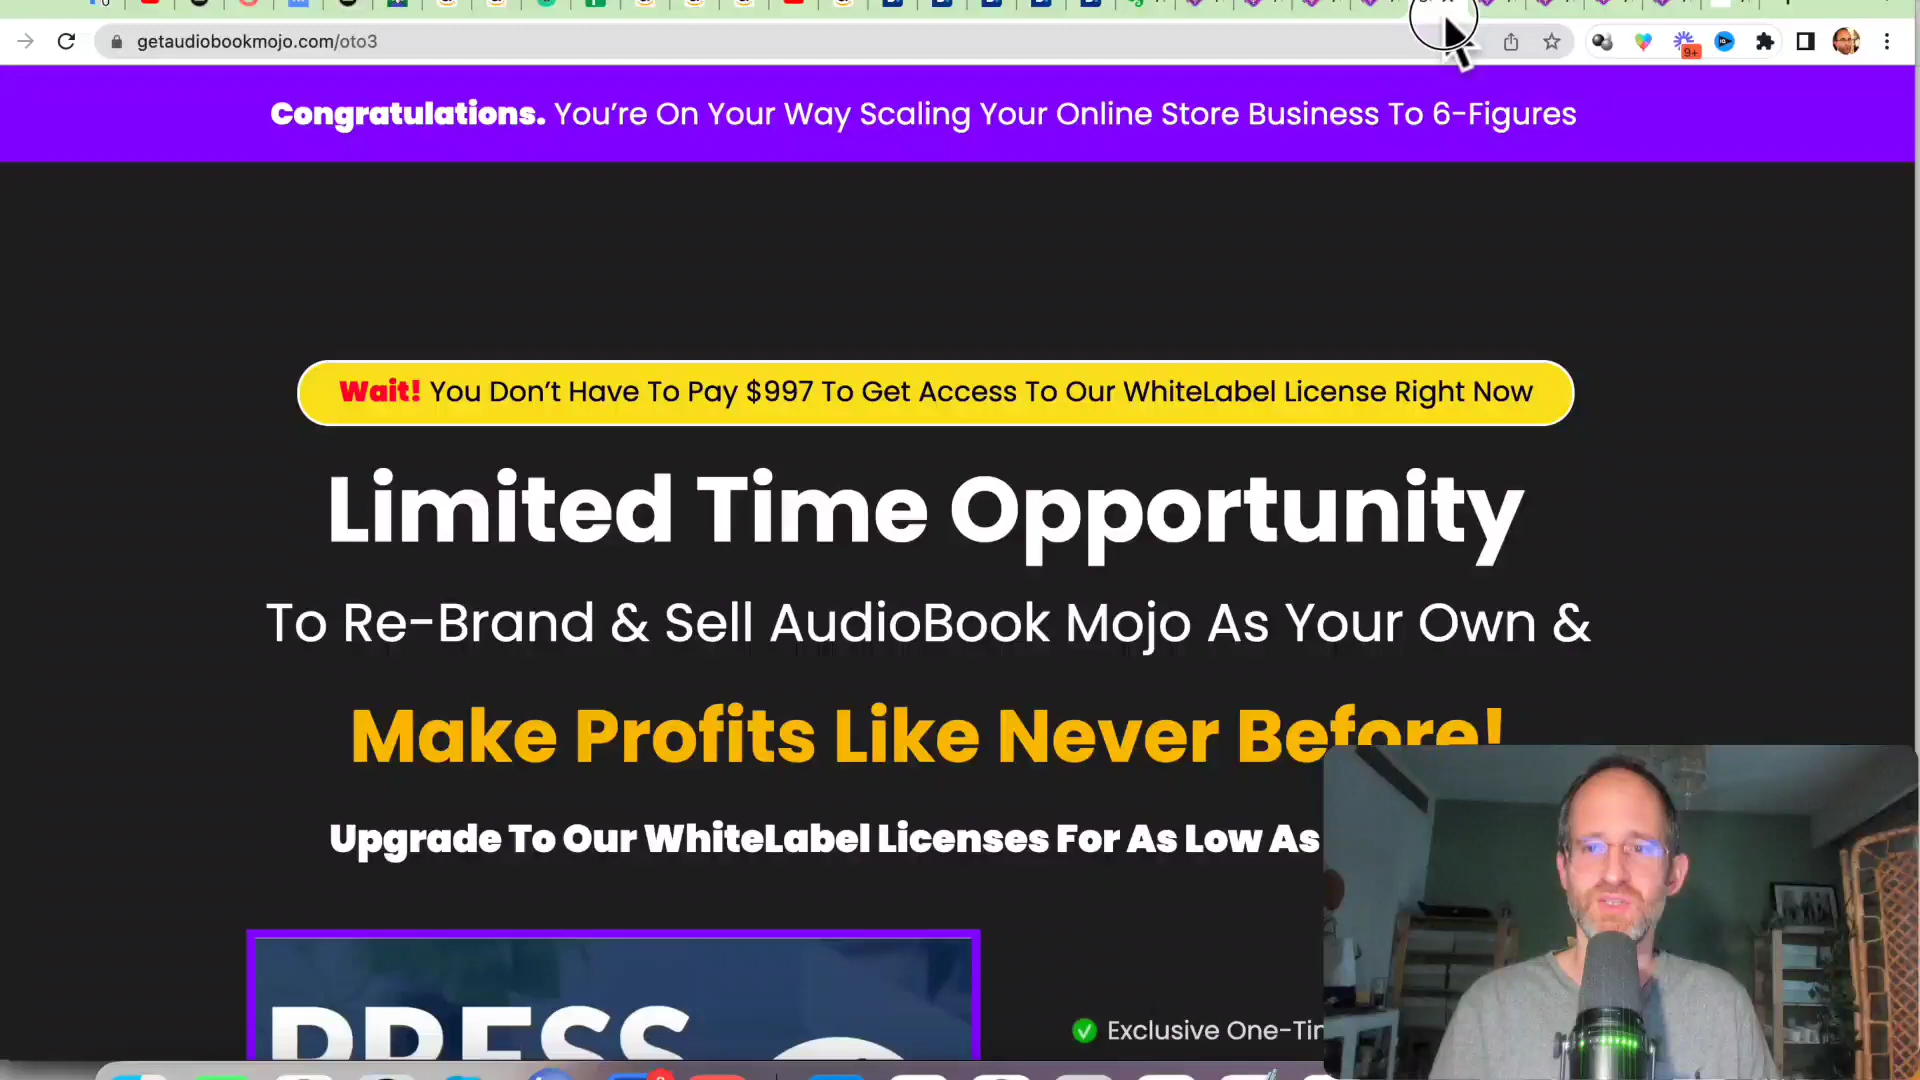 getaudiobookmojo.com/oto3
9+
Congratulations. You're On Your Way Scaling Your Online Store Business To 6-Figures
Wait! You Don't Have To Pay $997 To Get Access To Our WhiteLabel License Right Now
Limited Time Opportunity
To Re-Brand & Sell AudioBook Mojo As Your Own &
Make Profits Like Never Before!
Upgrade To Our WhiteLabel Licenses For As Low As
PRESS
Exclusive One-Tim